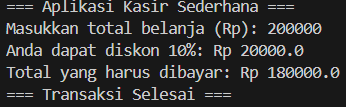 === Aplikasi Kasir Sederhana ===
Masukkan total belanja (Rp): 200000
Anda dapat diskon 10%: Rp 20000.0
Total yang harus dibayar: Rp 180000.0
=== Transaksi Selesai ===